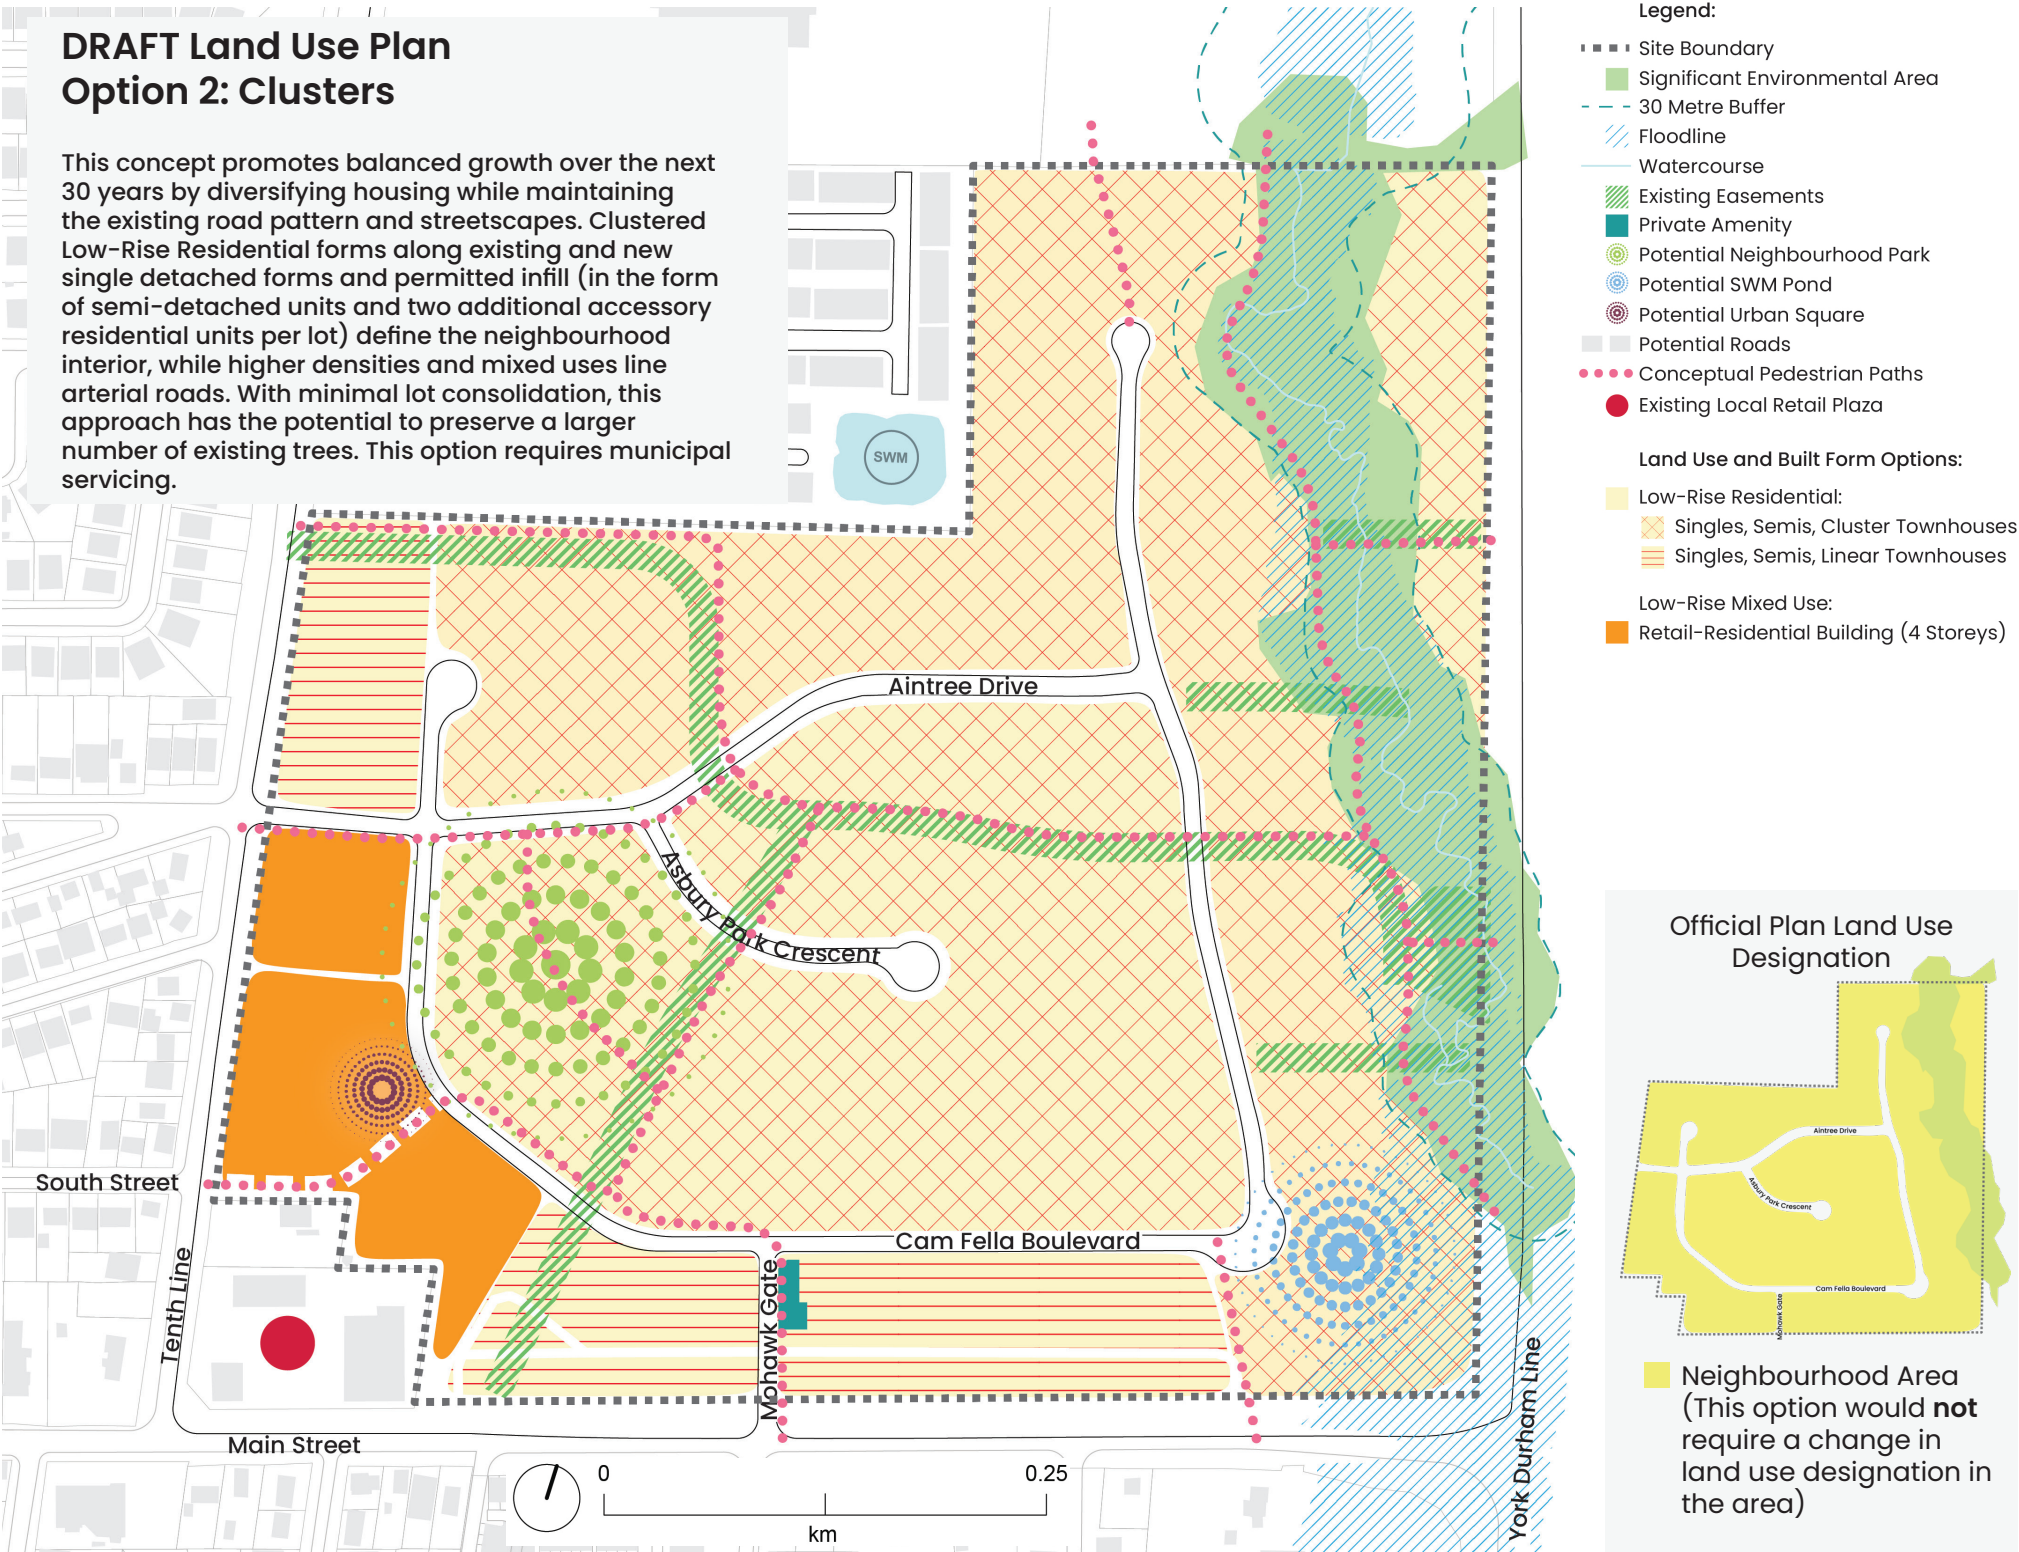 DRAFT Land Use Plan
Option 2: Clusters
This concept promotes balanced growth over the next
30 years by diversifying housing while maintaining
the existing road pattern and streetscapes. Clustered
Low-Rise Residential forms along existing and new
single detached forms and permitted infill (in the form
of semi-detached units and two additional accessory
residential units per lot) define the neighbourhood
interior, while higher densities and mixed uses line
arterial roads. With minimal lot consolidation, this
approach has the potential to preserve a larger
number of existing trees. This option requires municipal
servicing.
SWM
Aintree Drive
Asbury Park Crescent
Cam Fella Boulevard
Mohawk Gate
South Street
Tenth Line
Main Street
York Durham Line
0
0.25
km
Legend:
Site Boundary
Significant Environmental Area
30 Metre Buffer
Floodline
Watercourse
Existing Easements
Private Amenity
Potential Neighbourhood Park
Potential SWM Pond
Potential Urban Square
Potential Roads
Conceptual Pedestrian Paths
Existing Local Retail Plaza
Land Use and Built Form Options:
Low-Rise Residential:
Singles, Semis, Cluster Townhouses
Singles, Semis, Linear Townhouses
Low-Rise Mixed Use:
Retail-Residential Building (4 Storeys)
Official Plan Land Use
Designation
Aintree Drive
Asbury Park Crescent
Cam Fella Boulevard
Mohawk Gate
Neighbourhood Area
(This option would not
require a change in
land use designation in
the area)